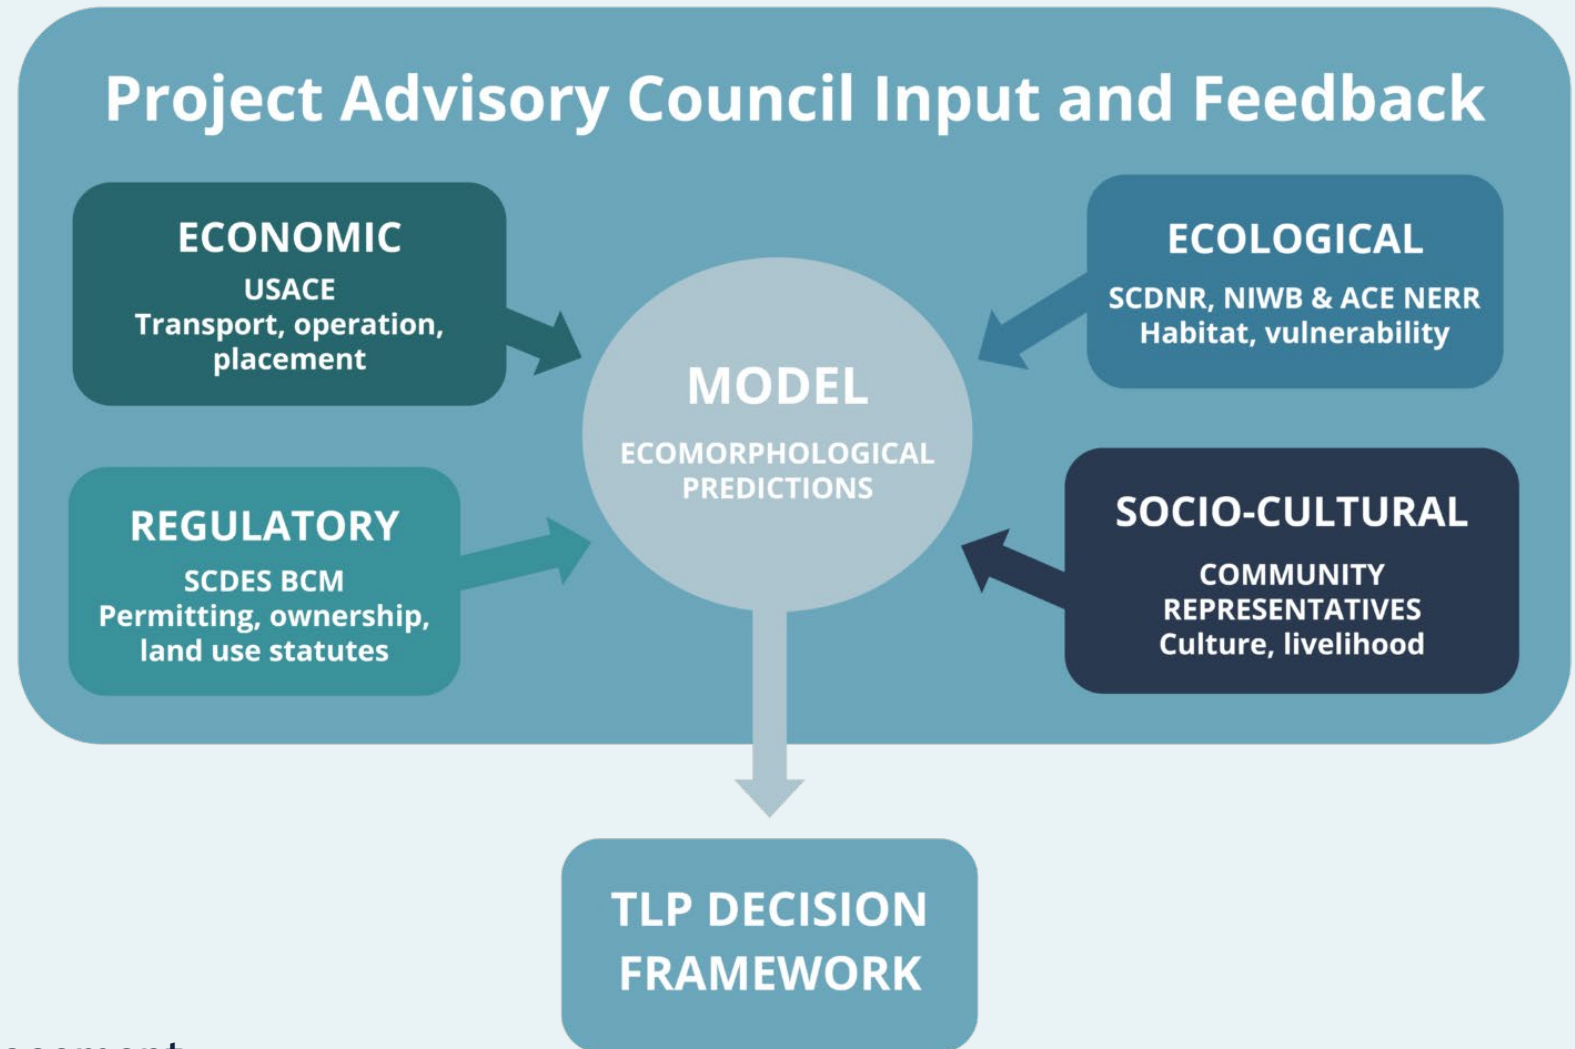 Project Advisory Council Input and Feedback
ECONOMIC
USACE
Transport, operation,
placement
ECOLOGICAL
SCDNR, NIWB & ACE NERR
Habitat, vulnerability
MODEL
ECOMORPHOLOGICAL
PREDICTIONS
REGULATORY
SCDES BCM
Permitting, ownership,
land use statutes
SOCIO-CULTURAL
COMMUNITY
REPRESENTATIVES
Culture, livelihood
TLP DECISION
FRAMEWORK